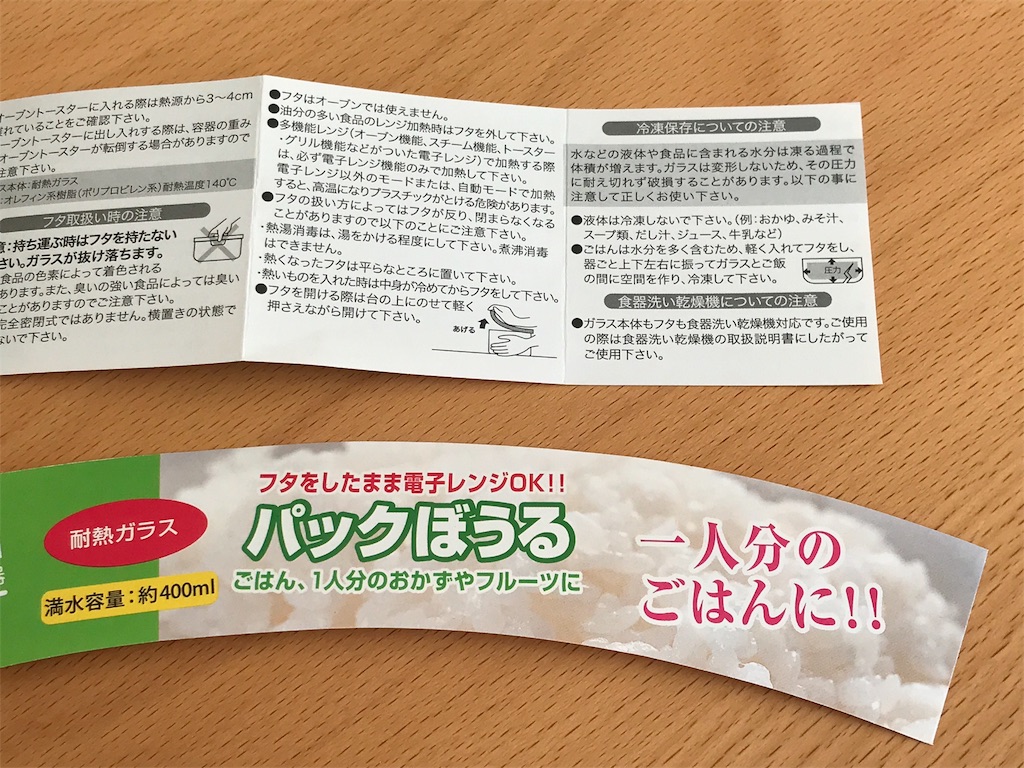 オーブントースターに入れる際は熱源から3〜4cm
れていることをご確認下さい。
ーブントースターに出し入れする際は、容器の重み
オーブントースターが転倒する場合がありますので
注意下さい。
ス本体：耐熱ガラス
：オレフィン系樹脂（ポリプロピレン系）耐熱温度140℃
フタ取扱い時の注意
意：持ち運ぶ時はフタを持たない
さい。ガラスが抜け落ちます。
食品の色素によって着色される
あります。また、臭いの強い食品によっては臭い
ことがありますのでご注意下さい。
完全密閉式ではありません。横置きの状態で
ないで下さい。
●フタはオーブンでは使えません。
●油分の多い食品のレンジ加熱時はフタを外して下さい。
●多機能レンジ（オーブン機能、スチーム機能、トースター
・グリル機能などがついた電子レンジ）で加熱する際
は、必ず電子レンジ機能のみで加熱して下さい。
電子レンジ以外のモードまたは、自動モードで加熱
すると、高温になりプラスチックがとける危険があります。
●フタの扱い方によってはフタが反り、閉まらなくなる
ことがありますので以下のことにご注意下さい。
・熱湯消毒は、湯をかける程度にして下さい。煮沸消毒
はできません。
・熱くなったフタは平らなところに置いて下さい。
・熱いものを入れた時は中身が冷めてからフタをして下さい。
●フタを開ける際は台の上にのせて軽く
押さえながら開けて下さい。
あげる
冷凍保存についての注意
水などの液体や食品に含まれる水分は凍る過程で
体積が増えます。ガラスは変形しないため、その圧力
に耐え切れず破損することがあります。以下の事に
注意して正しくお使い下さい。
●液体は冷凍しないで下さい。（例：おかゆ、みそ汁、
スープ類、だし汁、ジュース、牛乳など）
●ごはんは水分を多く含むため、軽く入れてフタをし、
器ごと上下左右に振ってガラスとご飯
の間に空間を作り、冷凍して下さい。
圧力
食器洗い乾燥機についての注意
●ガラス本体もフタも食器洗い乾燥機対応です。ご使用
の際は食器洗い乾燥機の取扱説明書にしたがって
ご使用下さい。
耐熱ガラス
満水容量：約400ml
フタをしたまま電子レンジOK!!
パックぼうる
ごはん、1人分のおかずやフルーツに
一人分の
ごはんに!!